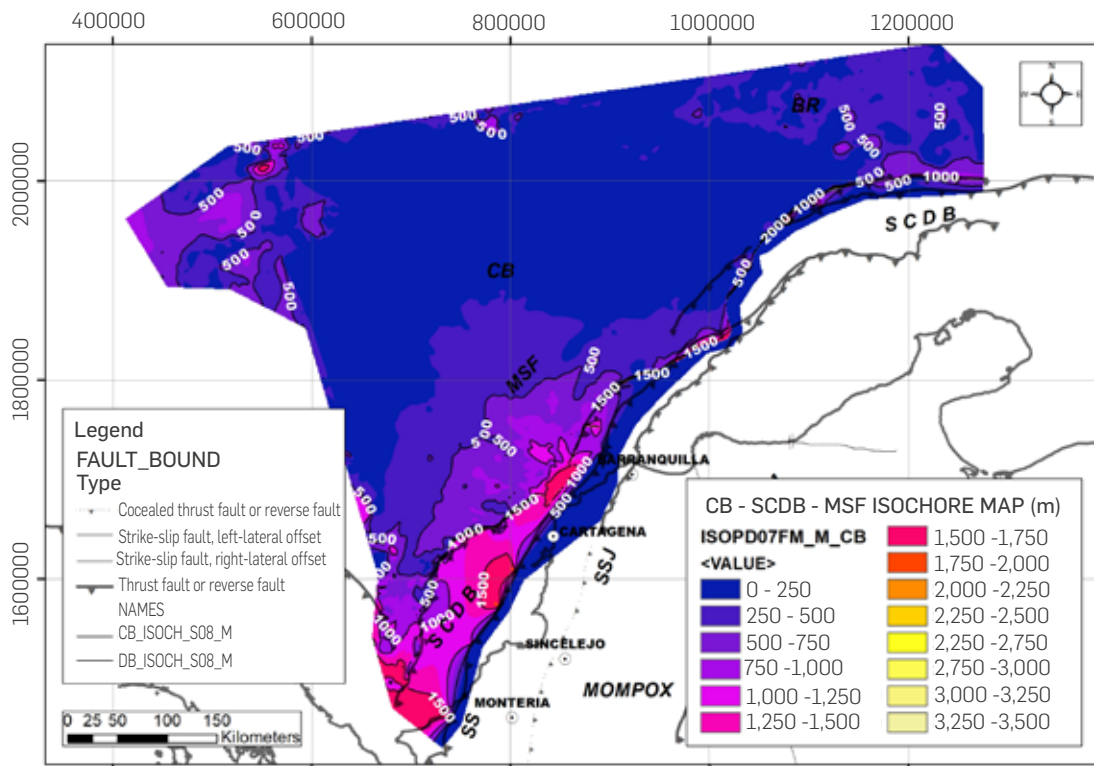 400000 600000 800000 1000000 1200000
N
W E
S
2000000
1800000
1600000
500 500 500
BR
500
500
500
500
500 1000
500
500
500
500
500
1000
2000
SCDB
CB
500
500
1500
1500
MSF
500
1500
500
500
BARRANQUILLA
1000
1500
500
CARTAGENA
1000
500
500
1000
1000
1500
SCDB
SSJ
SINCELEJO
1500
SS
MONTERIA
MOMPOX
Legend
FAULT_BOUND
Type
Cocealed thrust fault or reverse fault
Strike-slip fault, left-lateral offset
Strike-slip fault, right-lateral offset
Thrust fault or reverse fault
NAMES
CB_ISOCH_S08_M
DB_ISOCH_S08_M
0 25 50 100 150
Kilometers
CB - SCDB - MSF ISOCHORE MAP (m)
ISOPD07FM_M_CB
<VALUE>
0 - 250
250 - 500
500 -750
750 -1,000
1,000 -1,250
1,250 -1,500
1,500 -1,750
1,750 -2,000
2,000 -2,250
2,250 -2,500
2,250 -2,750
2,750 -3,000
3,000 -3,250
3,250 -3,500